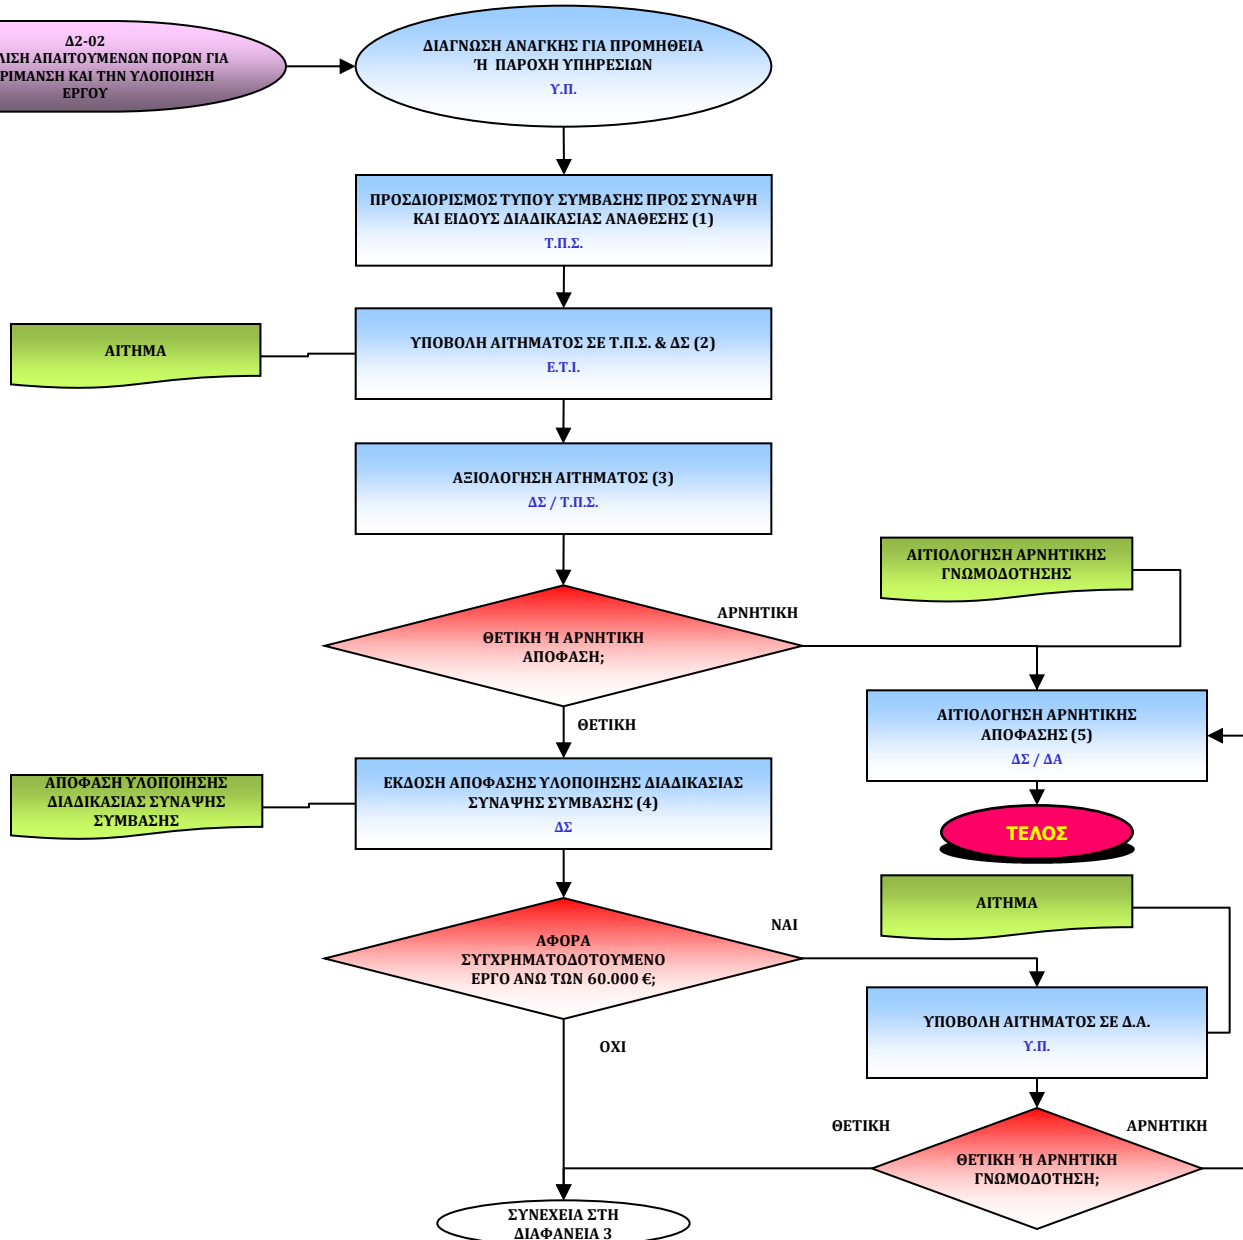 Δ2-02
ΛΙΣΗ ΑΠΑΙΤΟΥΜΕΝΩΝ ΠΟΡΩΝ ΓΙΑ
ΡΙΜΑΝΣΗ ΚΑΙ ΤΗΝ ΥΛΟΠΟΙΗΣΗ
ΕΡΓΟΥ
ΔΙΑΓΝΩΣΗ ΑΝΑΓΚΗΣ ΓΙΑ ΠΡΟΜΗΘΕΙΑ
Ή ΠΑΡΟΧΗ ΥΠΗΡΕΣΙΩΝ
Υ.Π.
ΠΡΟΣΔΙΟΡΙΣΜΟΣ ΤΥΠΟΥ ΣΥΜΒΑΣΗΣ ΠΡΟΣ ΣΥΝΑΨΗ
ΚΑΙ ΕΙΔΟΥΣ ΔΙΑΔΙΚΑΣΙΑΣ ΑΝΑΘΕΣΗΣ (1)
Τ.Π.Σ.
ΑΙΤΗΜΑ
ΥΠΟΒΟΛΗ ΑΙΤΗΜΑΤΟΣ ΣΕ Τ.Π.Σ. & ΔΣ (2)
Ε.Τ.Ι.
ΑΞΙΟΛΟΓΗΣΗ ΑΙΤΗΜΑΤΟΣ (3)
ΔΣ / Τ.Π.Σ.
ΑΙΤΙΟΛΟΓΗΣΗ ΑΡΝΗΤΙΚΗΣ
ΓΝΩΜΟΔΟΤΗΣΗΣ
ΑΡΝΗΤΙΚΗ
ΘΕΤΙΚΗ Ή ΑΡΝΗΤΙΚΗ
ΑΠΟΦΑΣΗ;
ΘΕΤΙΚΗ
ΑΙΤΙΟΛΟΓΗΣΗ ΑΡΝΗΤΙΚΗΣ
ΑΠΟΦΑΣΗΣ (5)
ΔΣ / ΔΑ
ΑΠΟΦΑΣΗ ΥΛΟΠΟΙΗΣΗΣ
ΔΙΑΔΙΚΑΣΙΑΣ ΣΥΝΑΨΗΣ
ΣΥΜΒΑΣΗΣ
ΕΚΔΟΣΗ ΑΠΟΦΑΣΗΣ ΥΛΟΠΟΙΗΣΗΣ ΔΙΑΔΙΚΑΣΙΑΣ
ΣΥΝΑΨΗΣ ΣΥΜΒΑΣΗΣ (4)
ΔΣ
ΤΕΛΟΣ
ΑΙΤΗΜΑ
ΝΑΙ
ΑΦΟΡΑ
ΣΥΓΧΡΗΜΑΤΟΔΟΤΟΥΜΕΝΟ
ΕΡΓΟ ΑΝΩ ΤΩΝ 60.000 €;
ΟΧΙ
ΥΠΟΒΟΛΗ ΑΙΤΗΜΑΤΟΣ ΣΕ Δ.Α.
Υ.Π.
ΘΕΤΙΚΗ
ΑΡΝΗΤΙΚΗ
ΘΕΤΙΚΗ Ή ΑΡΝΗΤΙΚΗ
ΓΝΩΜΟΔΟΤΗΣΗ;
ΣΥΝΕΧΕΙΑ ΣΤΗ
ΔΙΑΦΑΝΕΙΑ 3